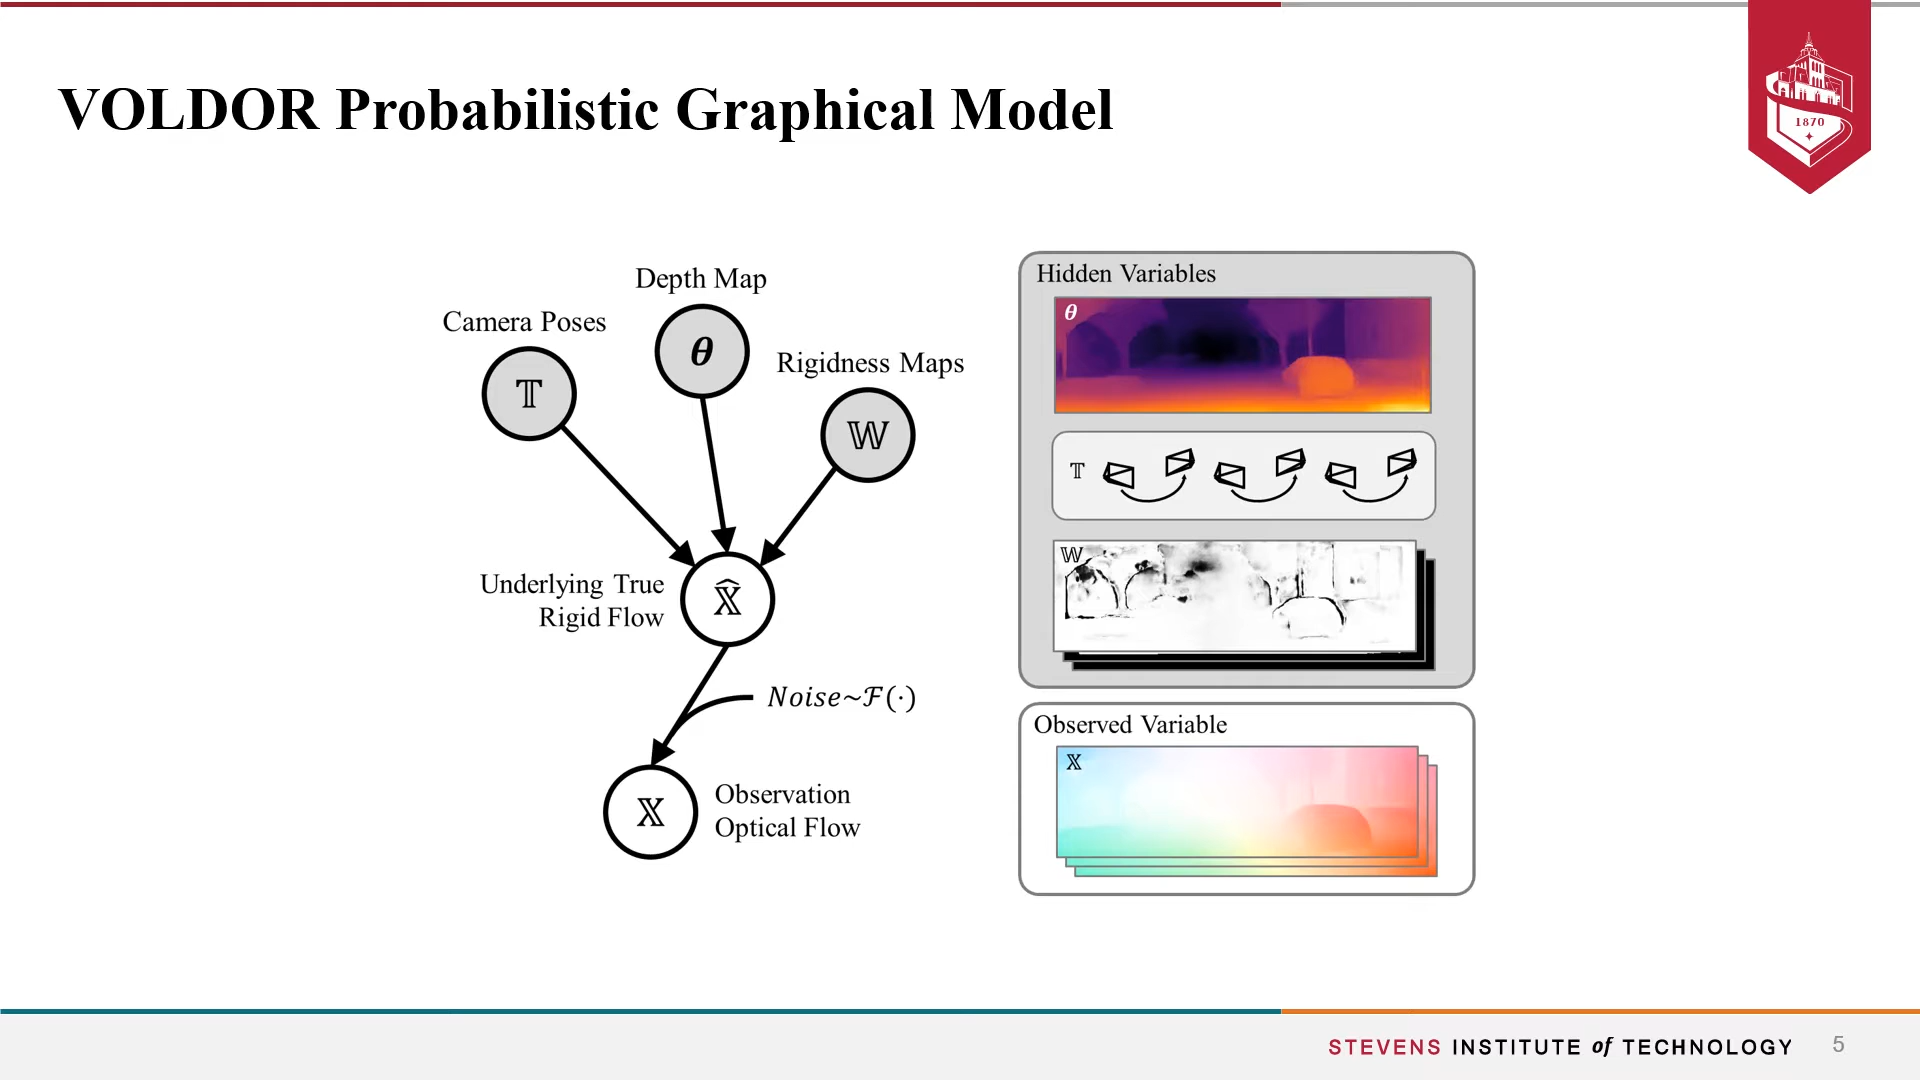 VOLDOR Probabilistic Graphical Model
1870
Depth Map
Camera Poses
Rigidness Maps
θ
𝕋
𝕎
Underlying True
Rigid Flow
𝕏̂
Noise~ℱ(·)
𝕏
Observation
Optical Flow
Hidden Variables
θ
𝕋
𝕎
Observed Variable
𝕏
STEVENS INSTITUTE of TECHNOLOGY 5